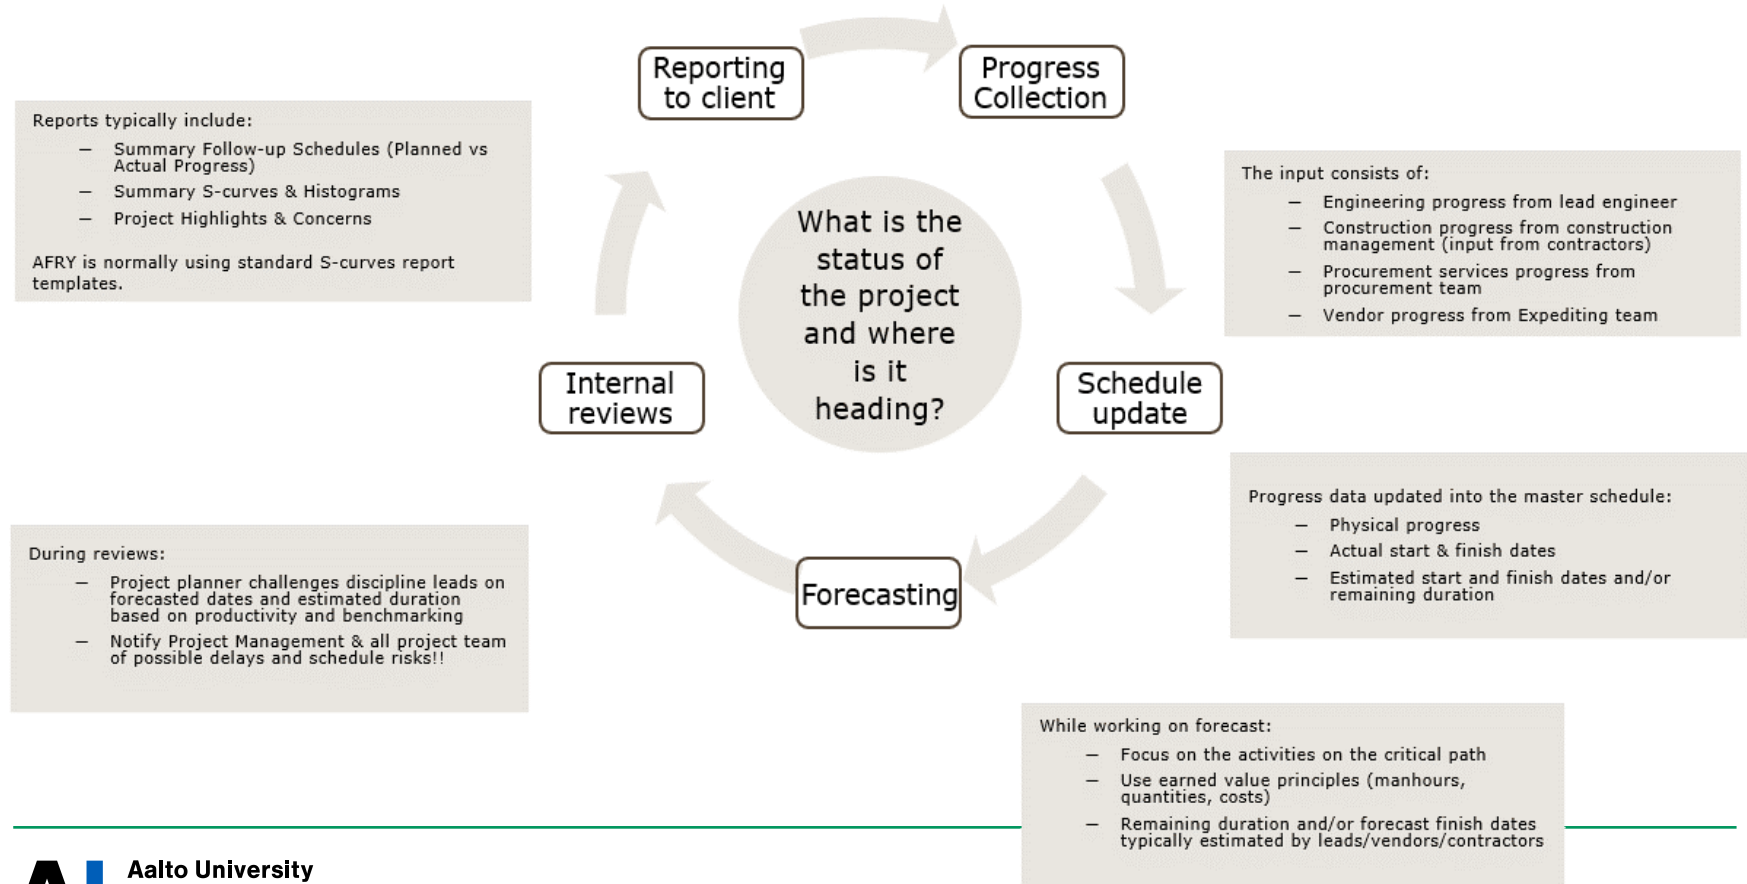 Reporting
to client
Progress
Collection
Reports typically include:
— Summary Follow-up Schedules (Planned vs
Actual Progress)
— Summary S-curves & Histograms
— Project Highlights & Concerns
AFRY is normally using standard S-curves report
templates.
The input consists of:
— Engineering progress from lead engineer
— Construction progress from construction
management (input from contractors)
— Procurement services progress from
procurement team
— Vendor progress from Expediting team
What is the
status of
the project
and where
is it
heading?
Internal
reviews
Schedule
update
Progress data updated into the master schedule:
— Physical progress
— Actual start & finish dates
— Estimated start and finish dates and/or
remaining duration
During reviews:
— Project planner challenges discipline leads on
forecasted dates and estimated duration
based on productivity and benchmarking
— Notify Project Management & all project team
of possible delays and schedule risks!!
Forecasting
While working on forecast:
— Focus on the activities on the critical path
— Use earned value principles (manhours,
quantities, costs)
— Remaining duration and/or forecast finish dates
typically estimated by leads/vendors/contractors
Aalto University